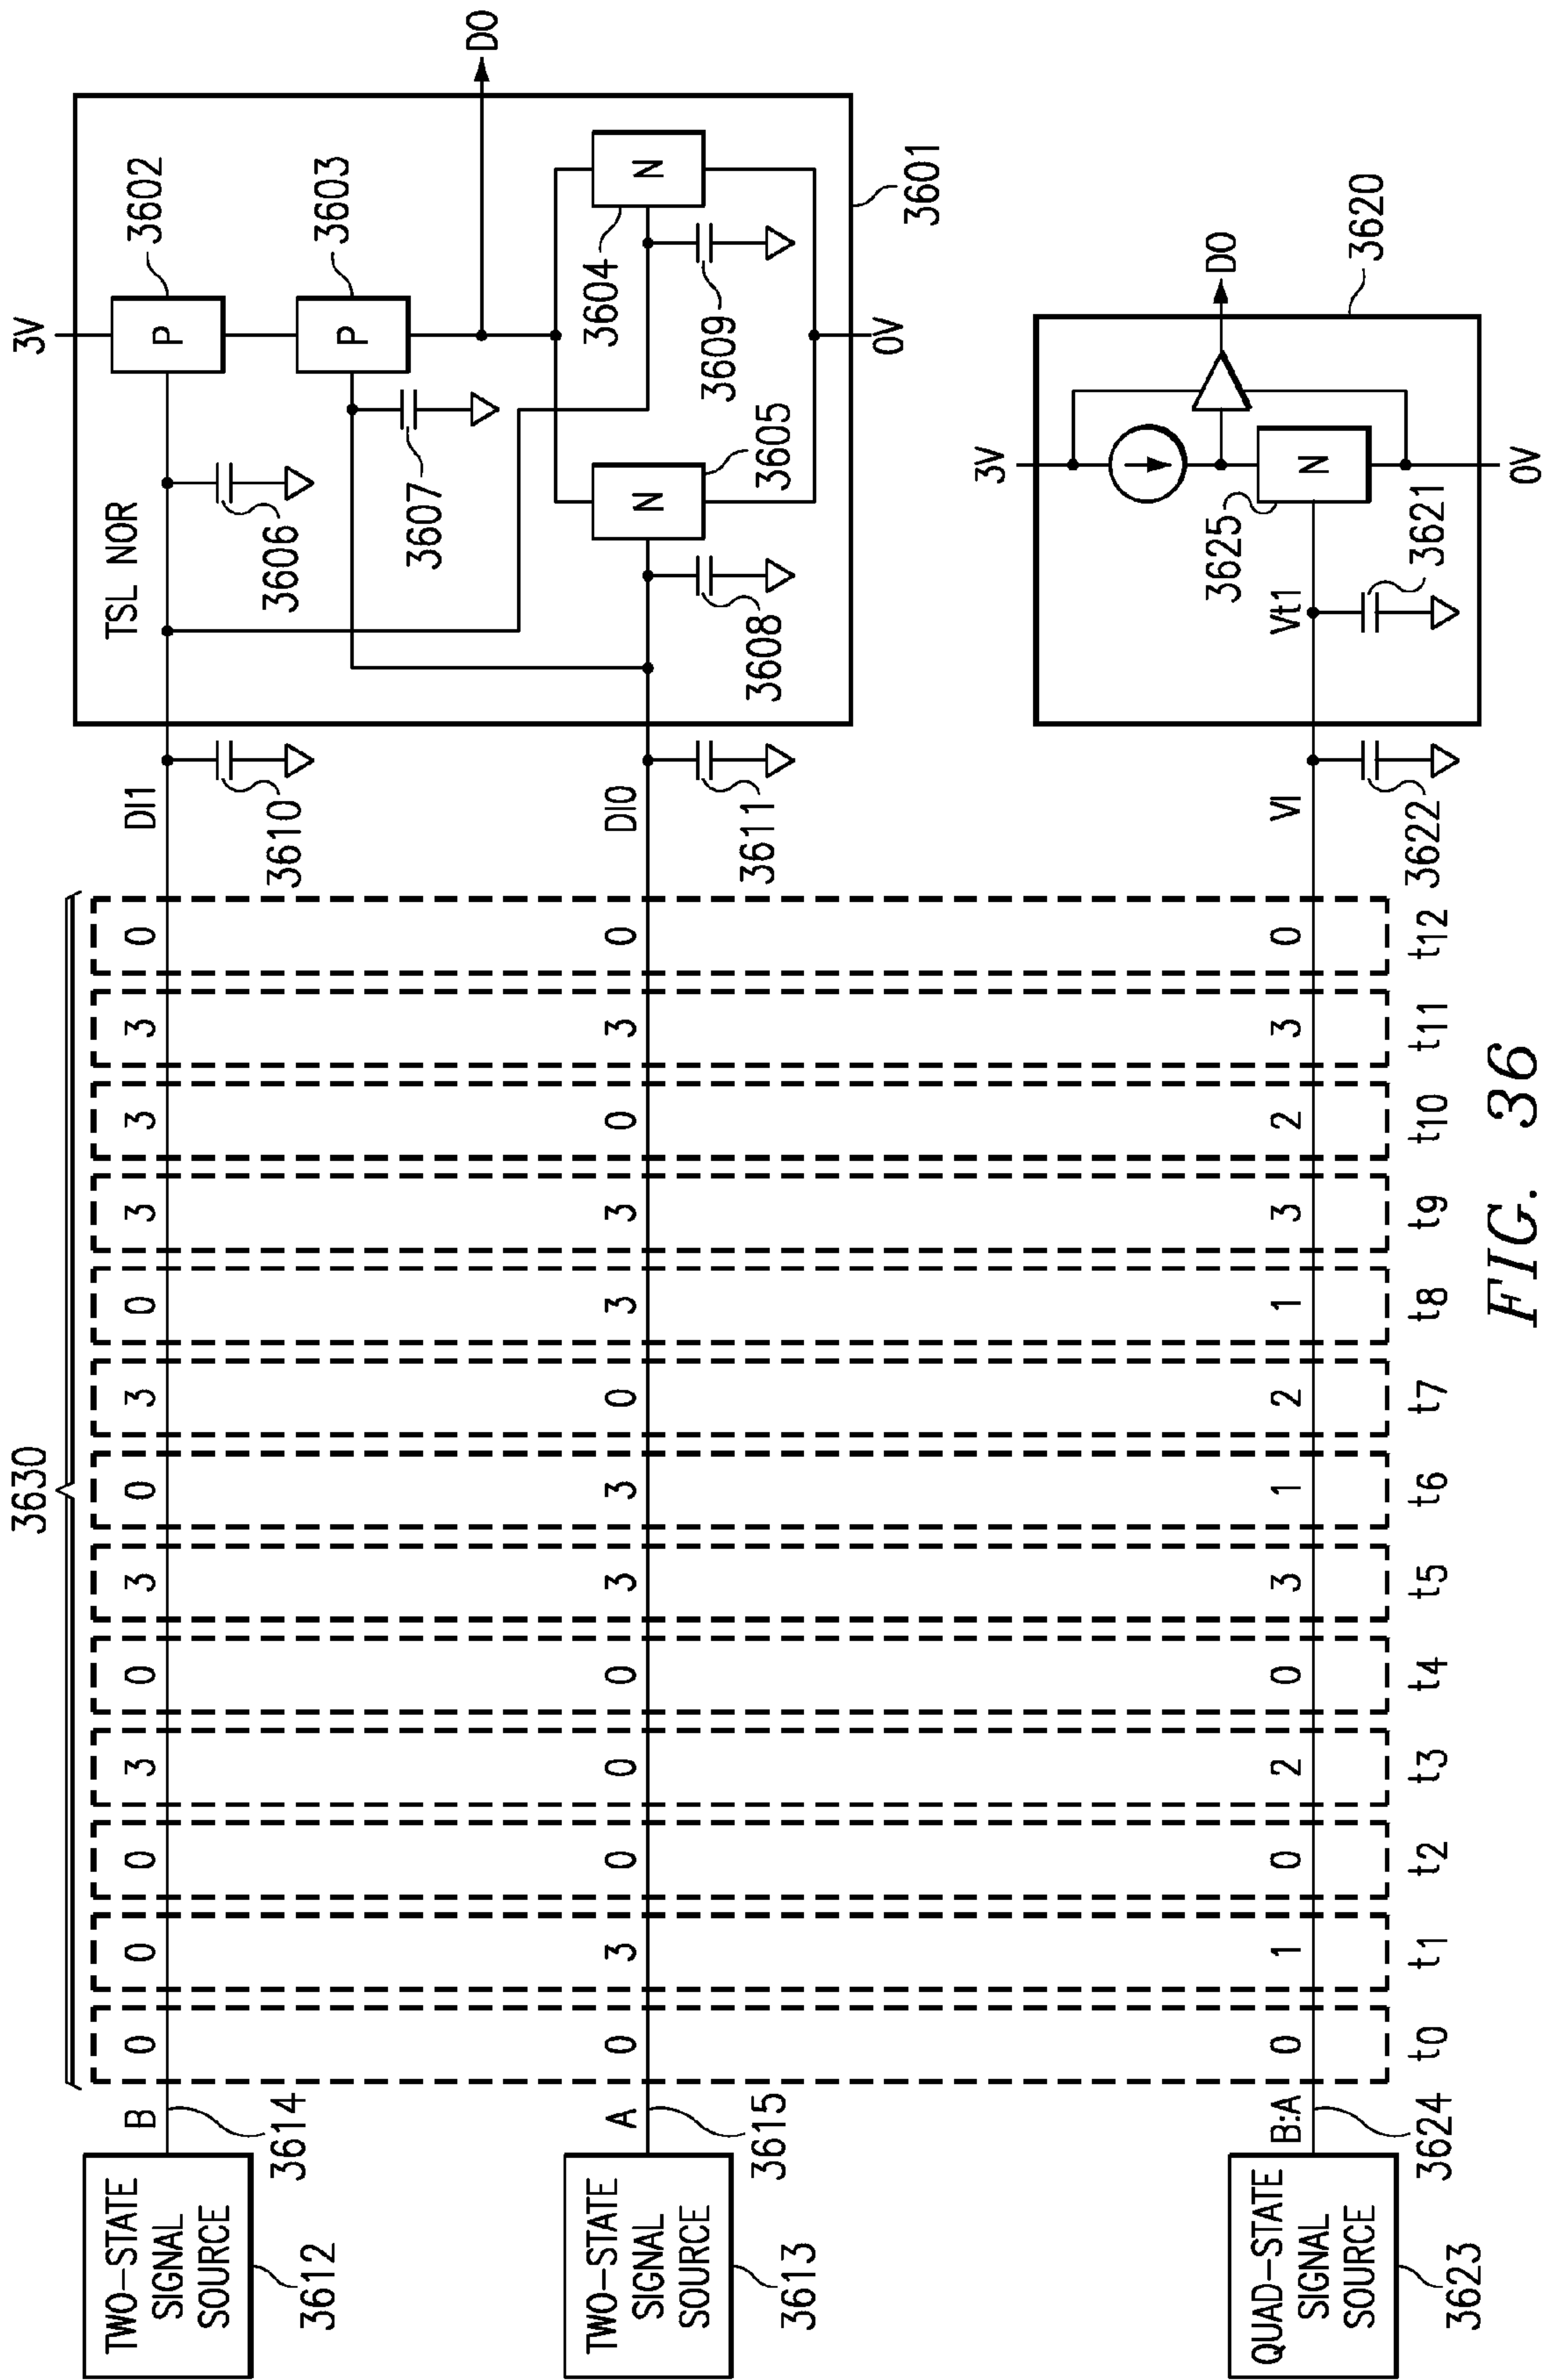 3630
TWO-STATE
SIGNAL
SOURCE
3612
B
3614
0 0 0 3 0 3 0 3 0 3 3 3 0
DI1
3610
TSL NOR
3606
3V
P
3602
P
3603
3607
DO
N
3604
3609
N
3605
3608
0V
3601
TWO-STATE
SIGNAL
SOURCE
3613
A
3615
0 3 0 0 0 3 3 0 3 3 0 3 0
DI0
3611
QUAD-STATE
SIGNAL
SOURCE
3623
B:A
3624
0 1 0 2 0 3 1 2 1 3 2 3 0
VI
3622
3V
DO
3620
3625
N
Vt1
3621
0V
t0 t1 t2 t3 t4 t5 t6 t7 t8 t9 t10 t11 t12
FIG. 36